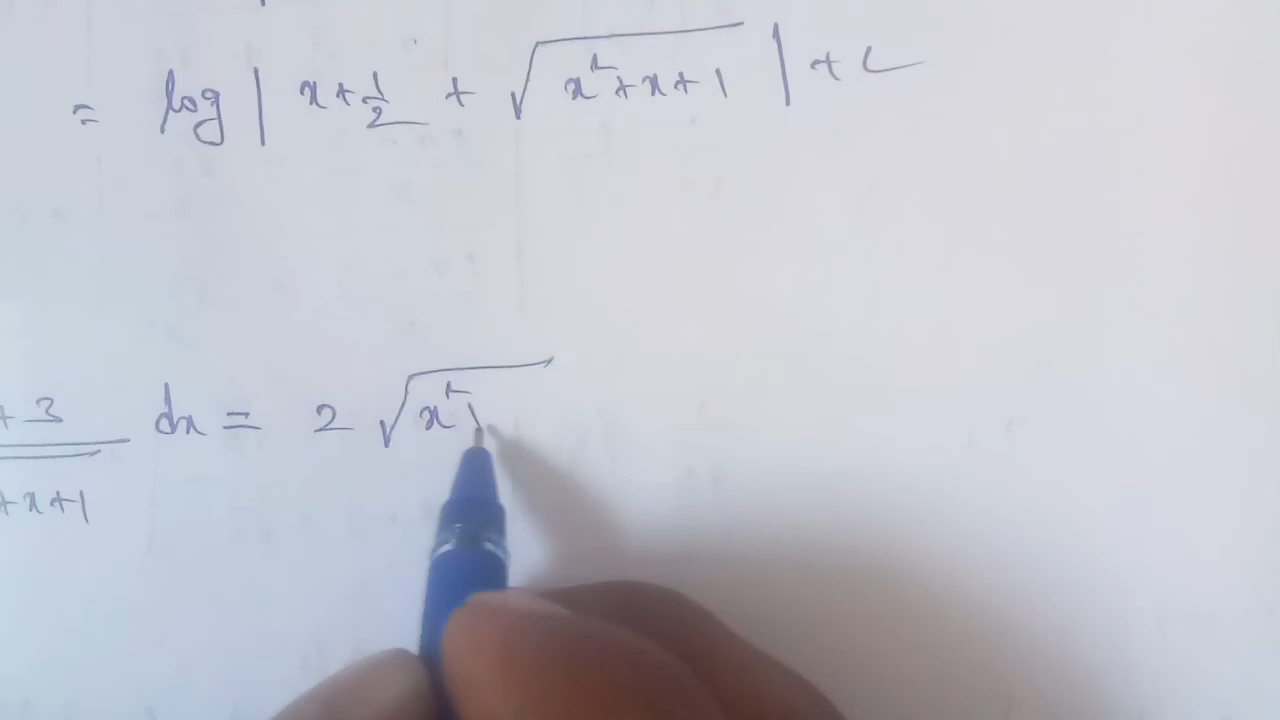 = log | x + 1/2 + √(x² + x + 1) | + c
+ 3 / + x + 1 dx = 2 √(x²